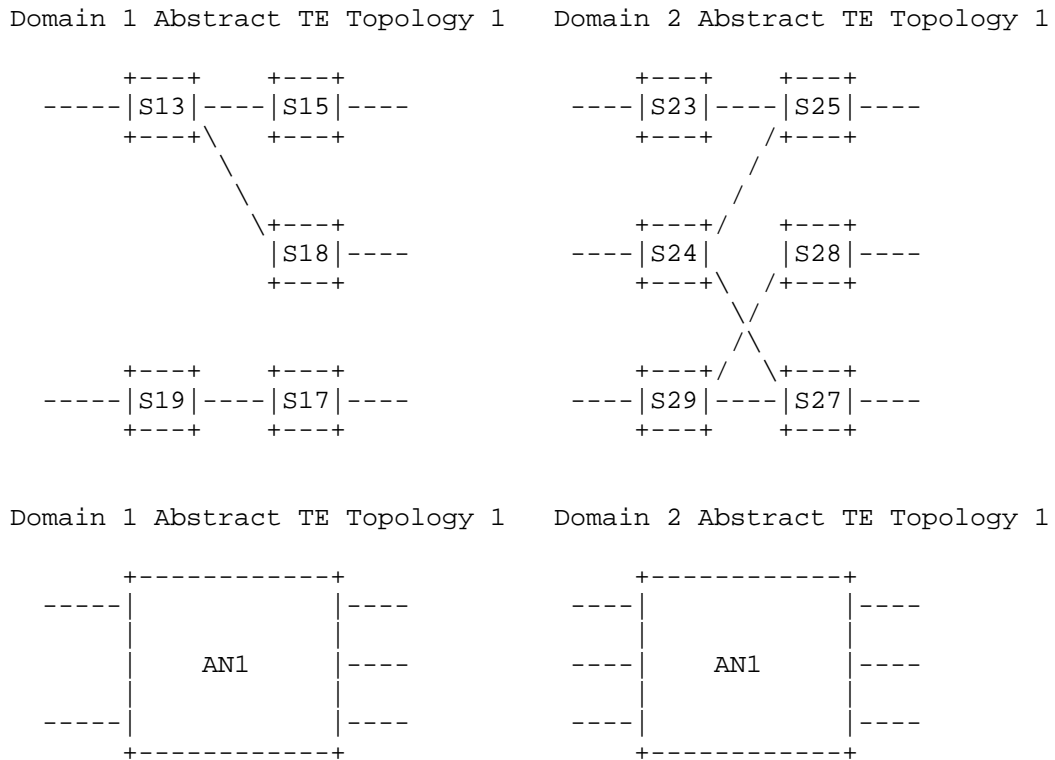 Domain 1 Abstract TE Topology 1    Domain 2 Abstract TE Topology 1
S13 S15 S23 S25
S18 S24 S28
S19 S17 S29 S27
Domain 1 Abstract TE Topology 1    Domain 2 Abstract TE Topology 1
AN1 AN1